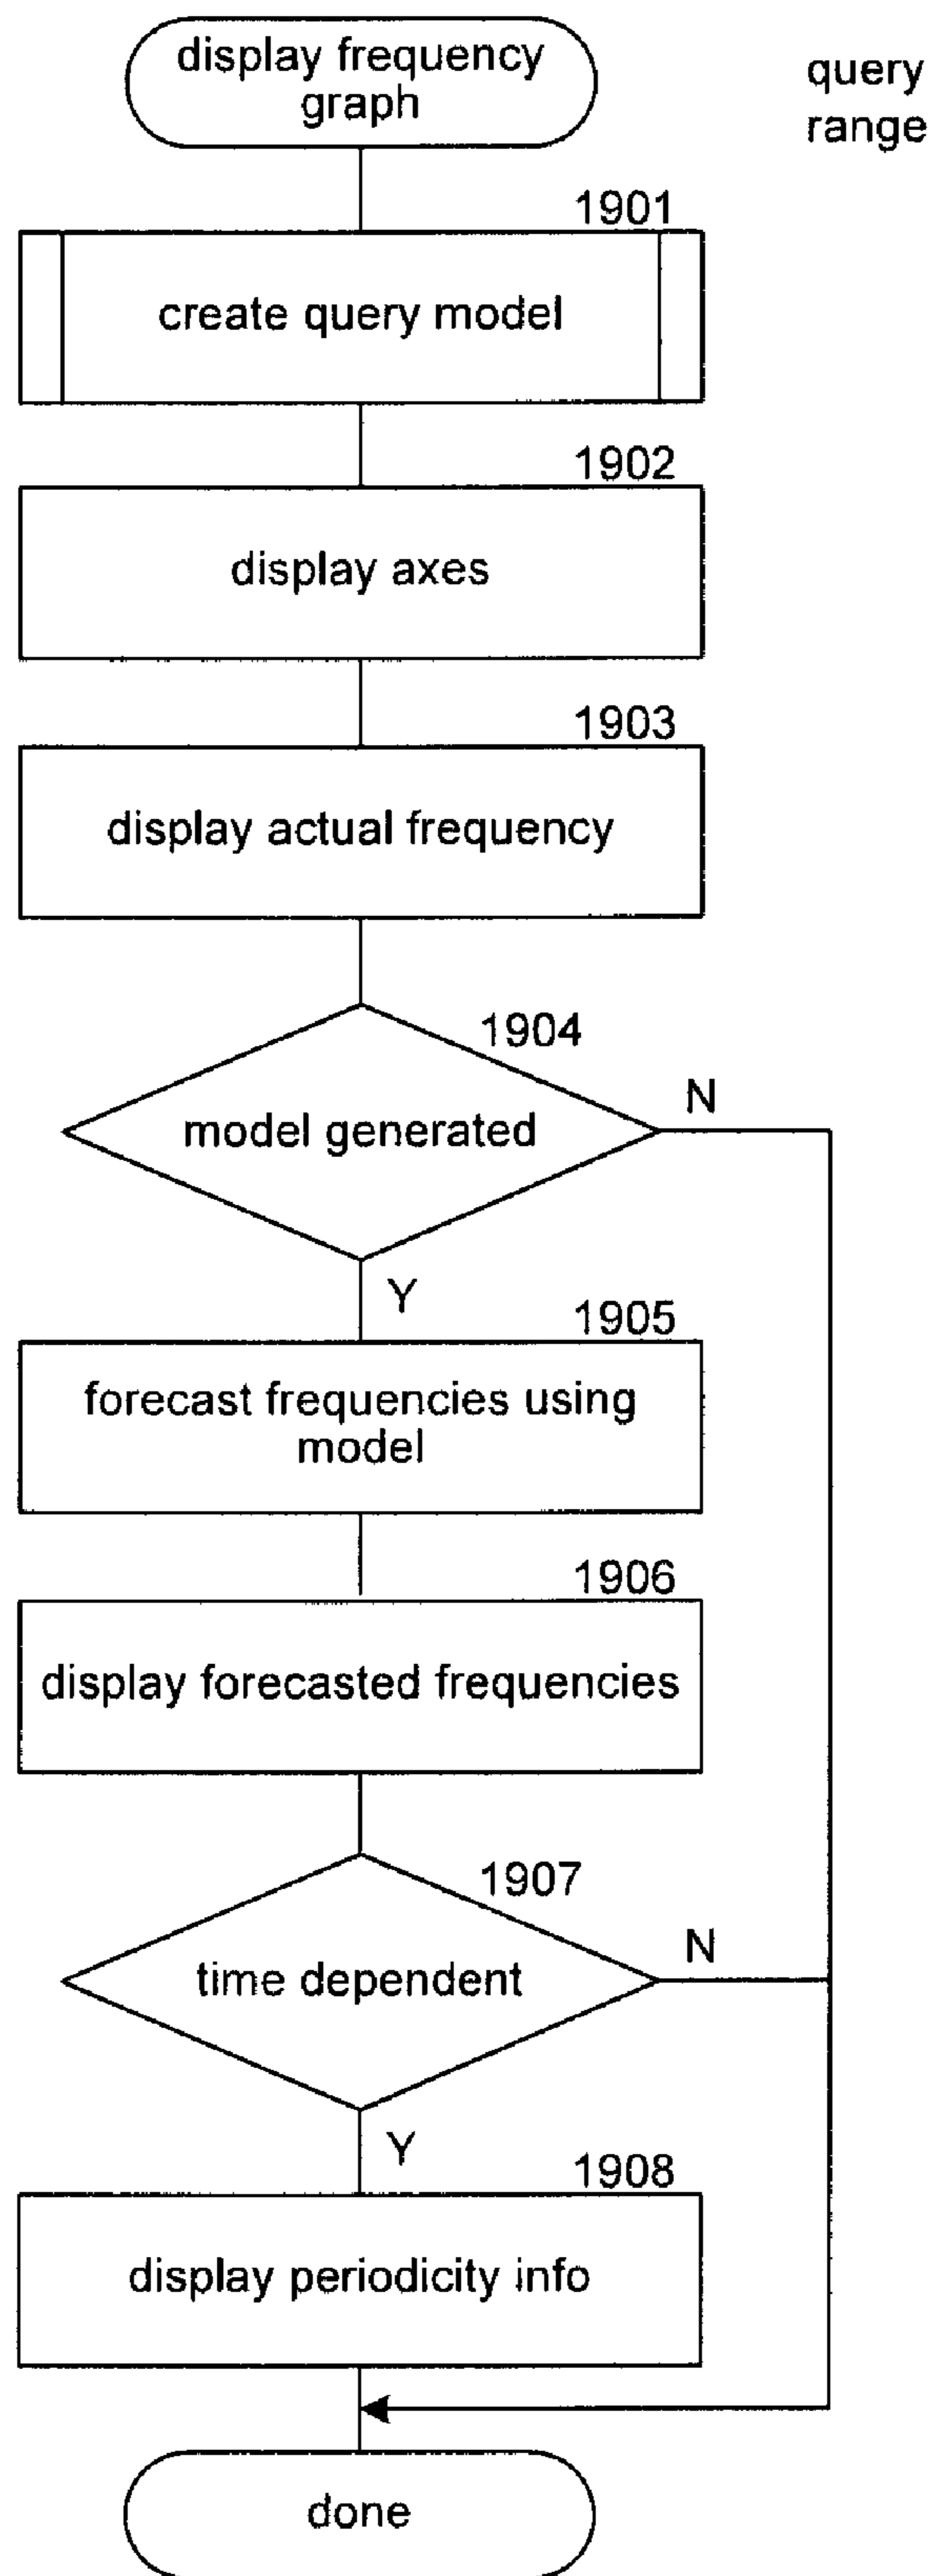 display frequency
graph
query
range
1901
create query model
1902
display axes
1903
display actual frequency
1904
model generated
N
Y
1905
forecast frequencies using
model
1906
display forecasted frequencies
1907
time dependent
N
Y
1908
display periodicity info
done